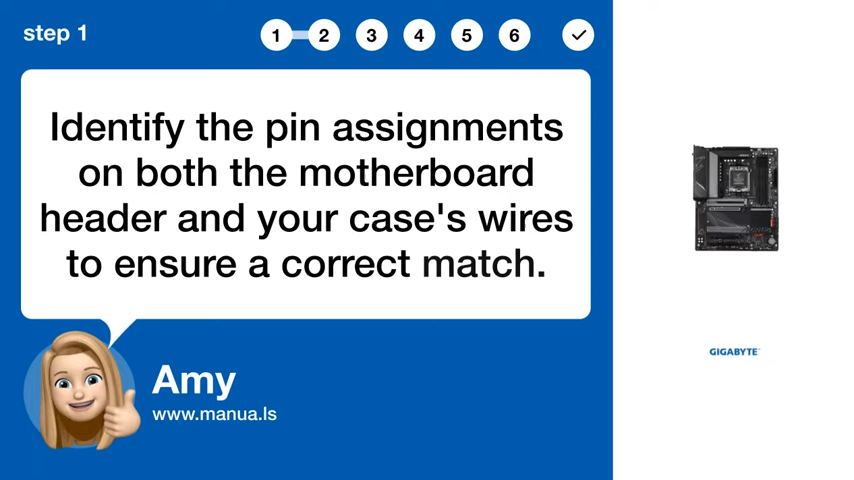 step 1
1 2 3 4 5 6
Identify the pin assignments
on both the motherboard
header and your case's wires
to ensure a correct match.
Amy
www.manua.ls
GIGABYTE